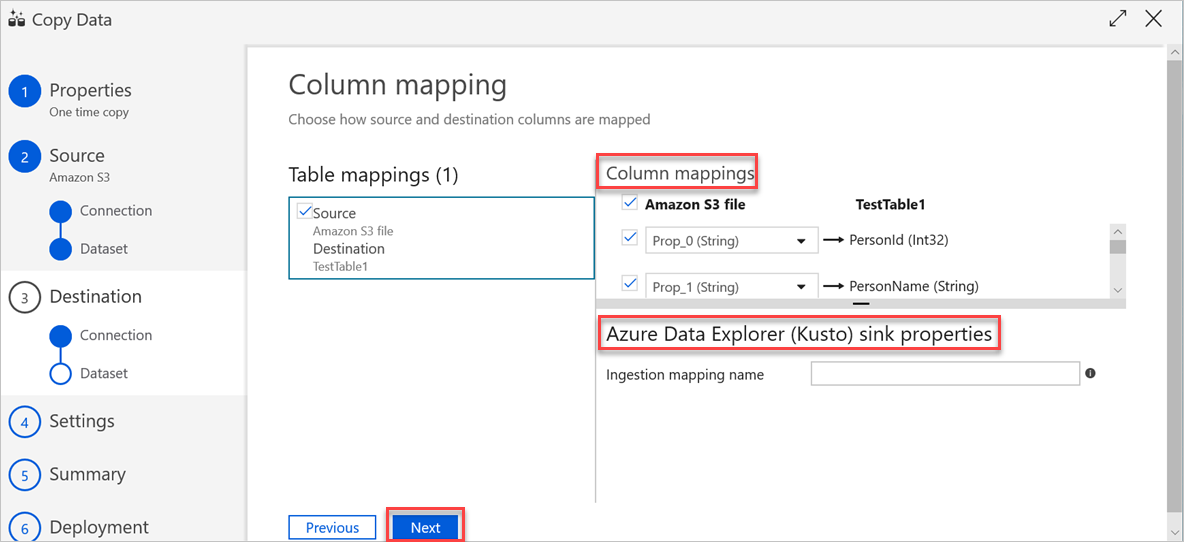 Copy Data
1
Properties
One time copy
2
Source
Amazon S3
Connection
Dataset
3
Destination
Connection
Dataset
4
Settings
5
Summary
6
Deployment
Column mapping
Choose how source and destination columns are mapped
Table mappings (1)
Source
Amazon S3 file
Destination
TestTable1
Column mappings
Amazon S3 file TestTable1
Prop_0 (String) PersonId (Int32)
Prop_1 (String) PersonName (String)
Azure Data Explorer (Kusto) sink properties
Ingestion mapping name
Previous Next